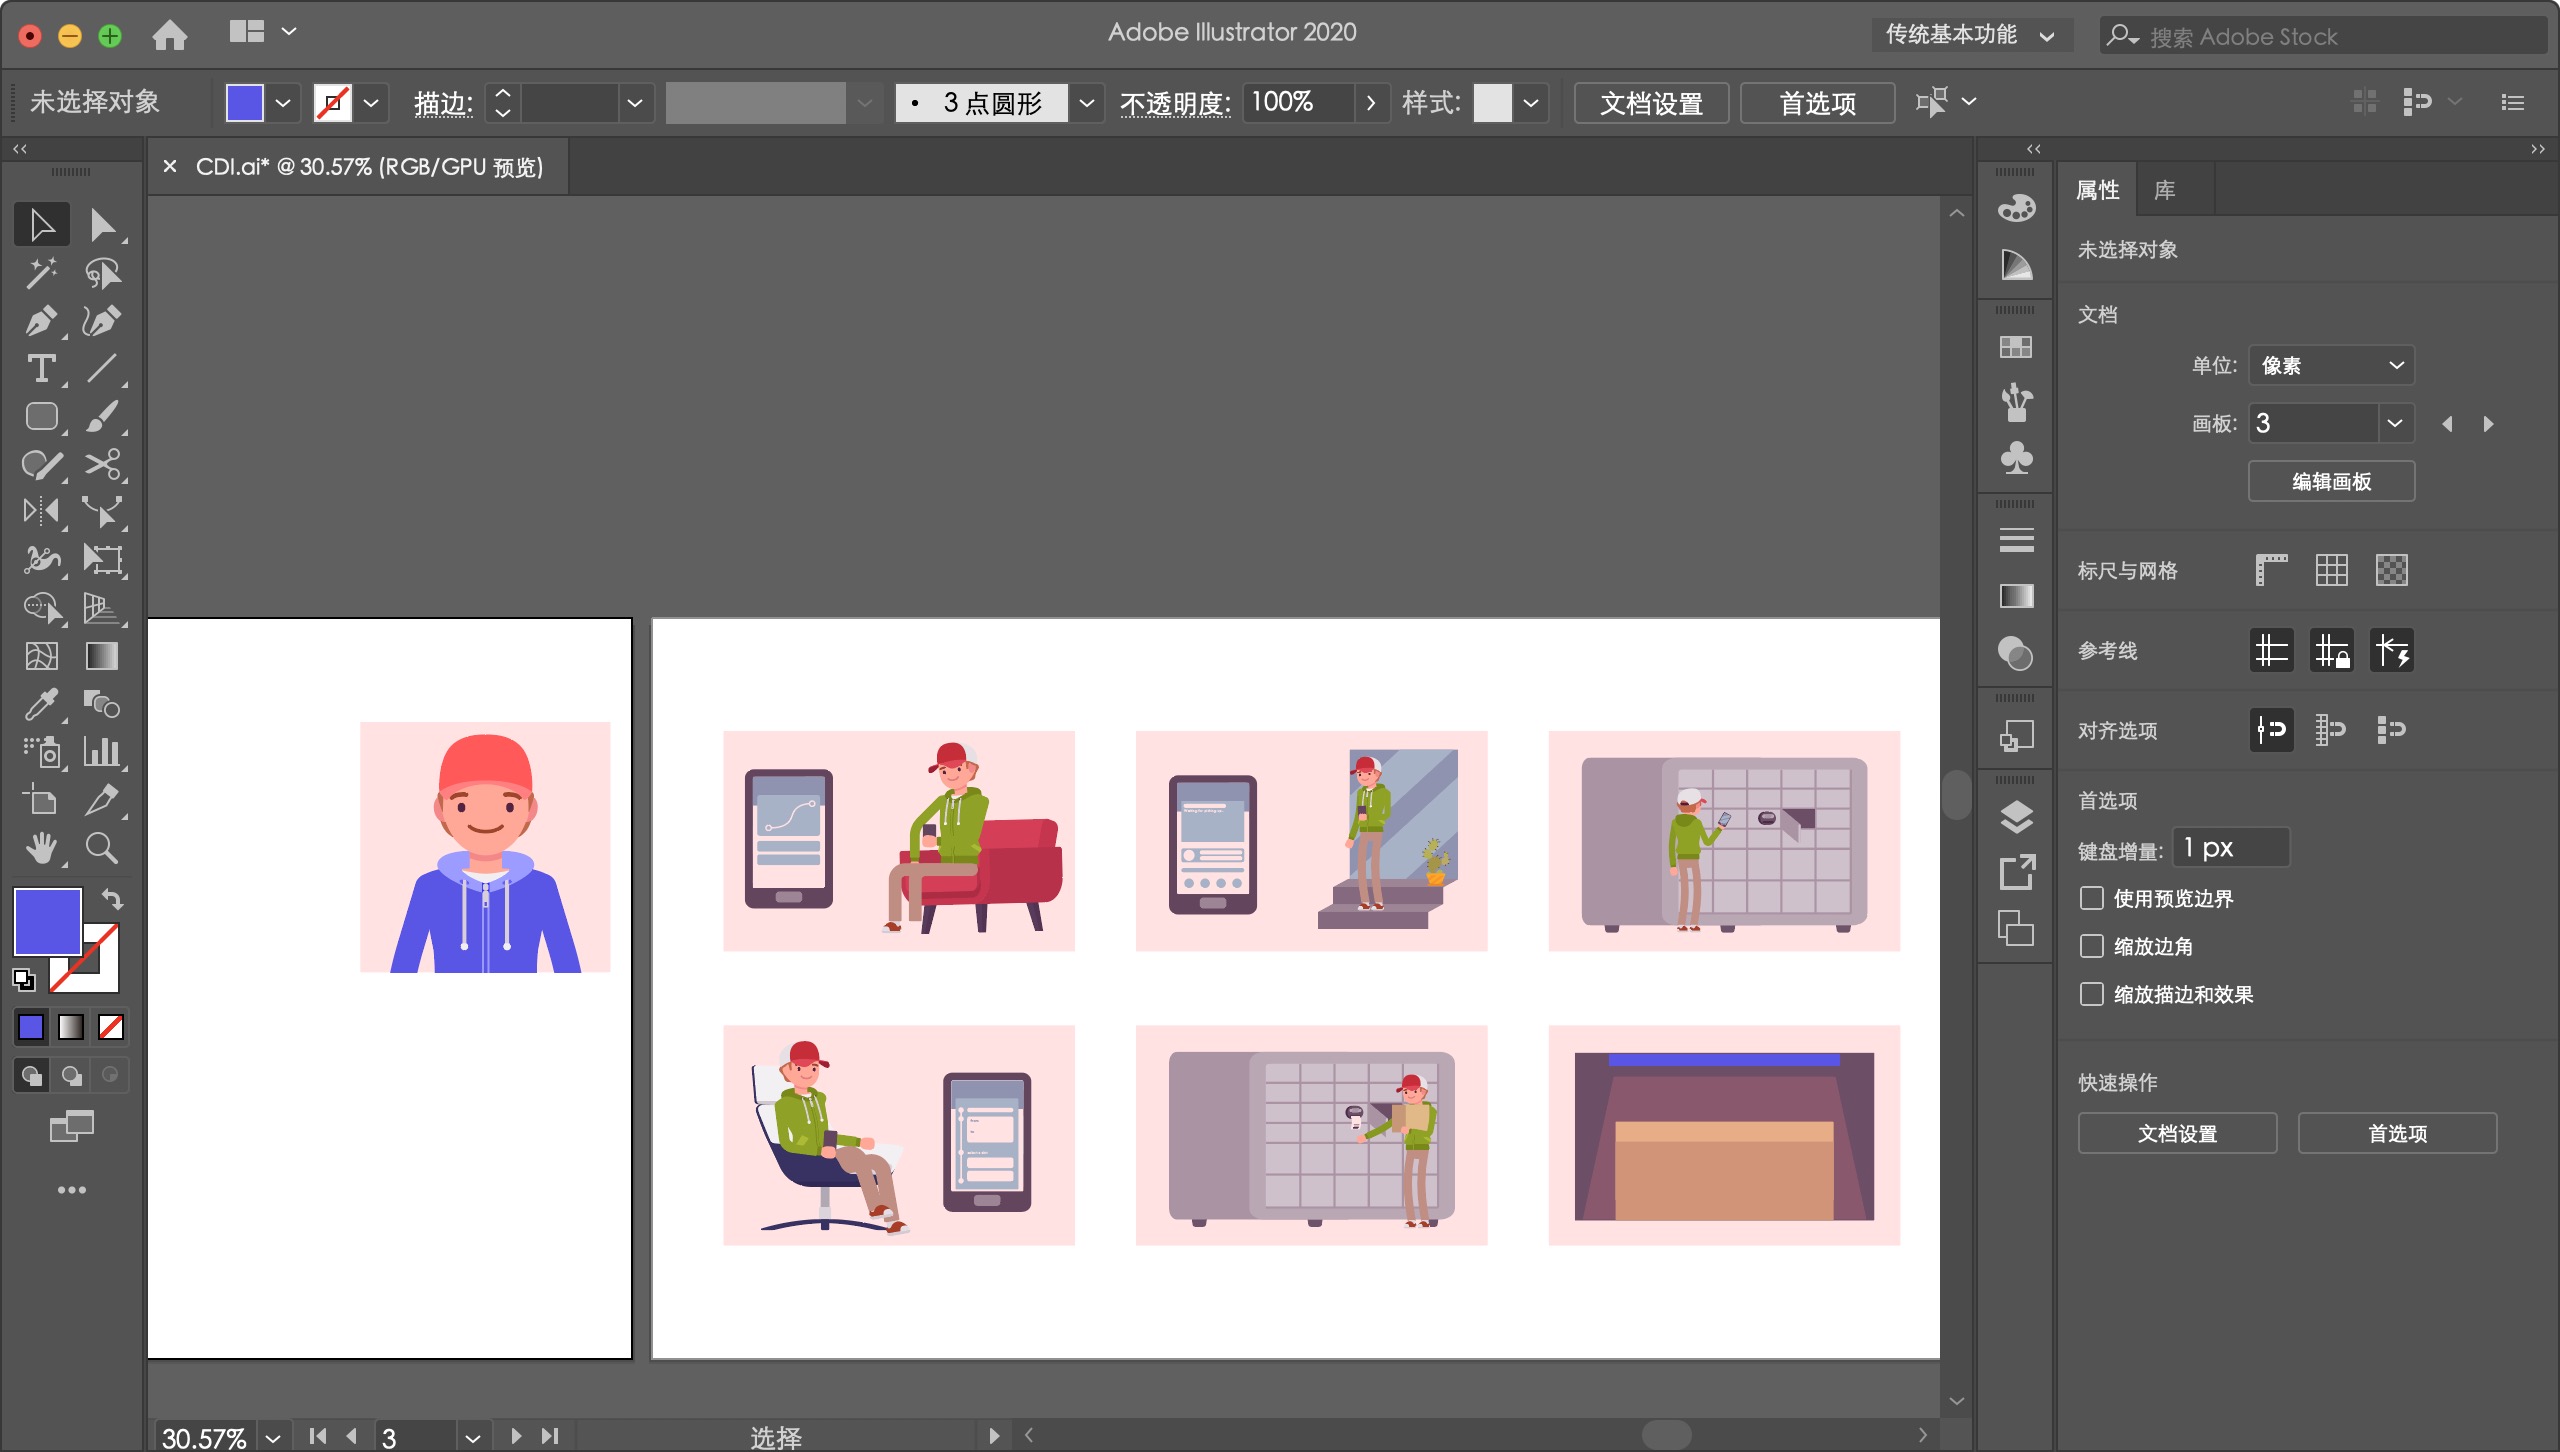 Adobe Illustrator 2020
传统基本功能
搜索 Adobe Stock
未选择对象
描边:
3 点圆形
不透明度:
100%
样式:
文档设置
首选项
CDI.ai* @ 30.57% (RGB/GPU 预览)
属性
库
未选择对象
文档
单位:
像素
画板:
3
编辑画板
标尺与网格
参考线
对齐选项
首选项
键盘增量:
1 px
使用预览边界
缩放边角
缩放描边和效果
快速操作
文档设置
首选项
30.57%
3
选择